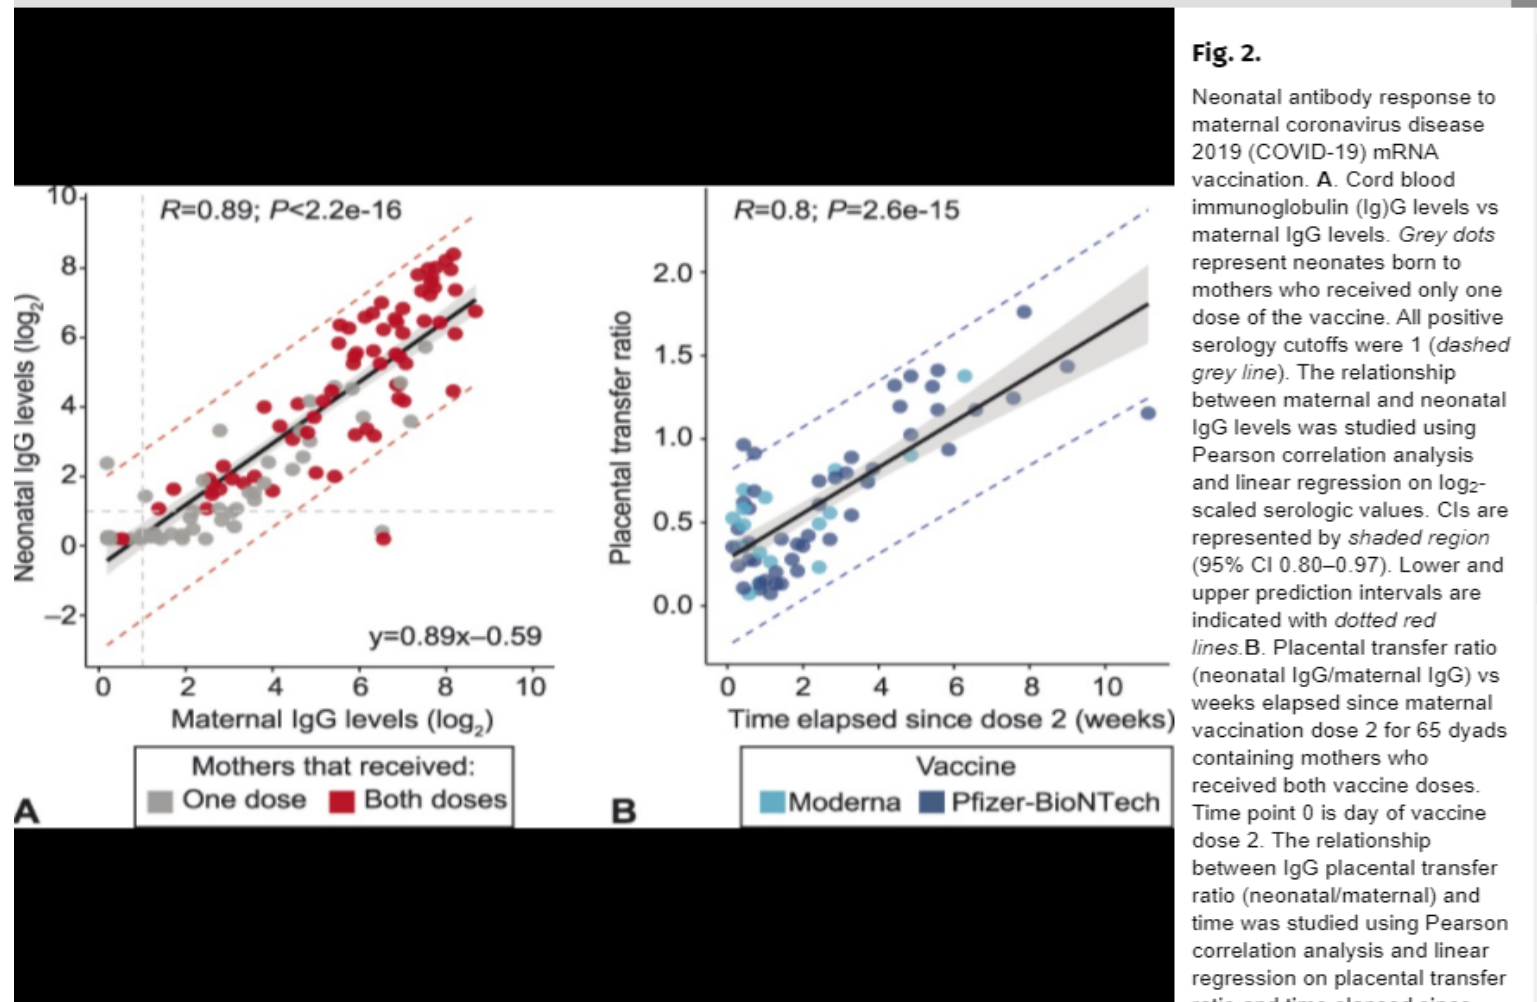 10
8
6
4
2
0
−2
Neonatal IgG levels (log2)
R=0.89; P<2.2e-16
y=0.89x–0.59
0 2 4 6 8 10
Maternal IgG levels (log2)
Mothers that received:
One dose Both doses
A
2.0
1.5
1.0
0.5
0.0
Placental transfer ratio
R=0.8; P=2.6e-15
0 2 4 6 8 10
Time elapsed since dose 2 (weeks)
Vaccine
Moderna Pfizer-BioNTech
B
Fig. 2.
Neonatal antibody response to
maternal coronavirus disease
2019 (COVID-19) mRNA
vaccination. A. Cord blood
immunoglobulin (Ig)G levels vs
maternal IgG levels. Grey dots
represent neonates born to
mothers who received only one
dose of the vaccine. All positive
serology cutoffs were 1 (dashed
grey line). The relationship
between maternal and neonatal
IgG levels was studied using
Pearson correlation analysis
and linear regression on log2-
scaled serologic values. CIs are
represented by shaded region
(95% CI 0.80–0.97). Lower and
upper prediction intervals are
indicated with dotted red
lines.B. Placental transfer ratio
(neonatal IgG/maternal IgG) vs
weeks elapsed since maternal
vaccination dose 2 for 65 dyads
containing mothers who
received both vaccine doses.
Time point 0 is day of vaccine
dose 2. The relationship
between IgG placental transfer
ratio (neonatal/maternal) and
time was studied using Pearson
correlation analysis and linear
regression on placental transfer